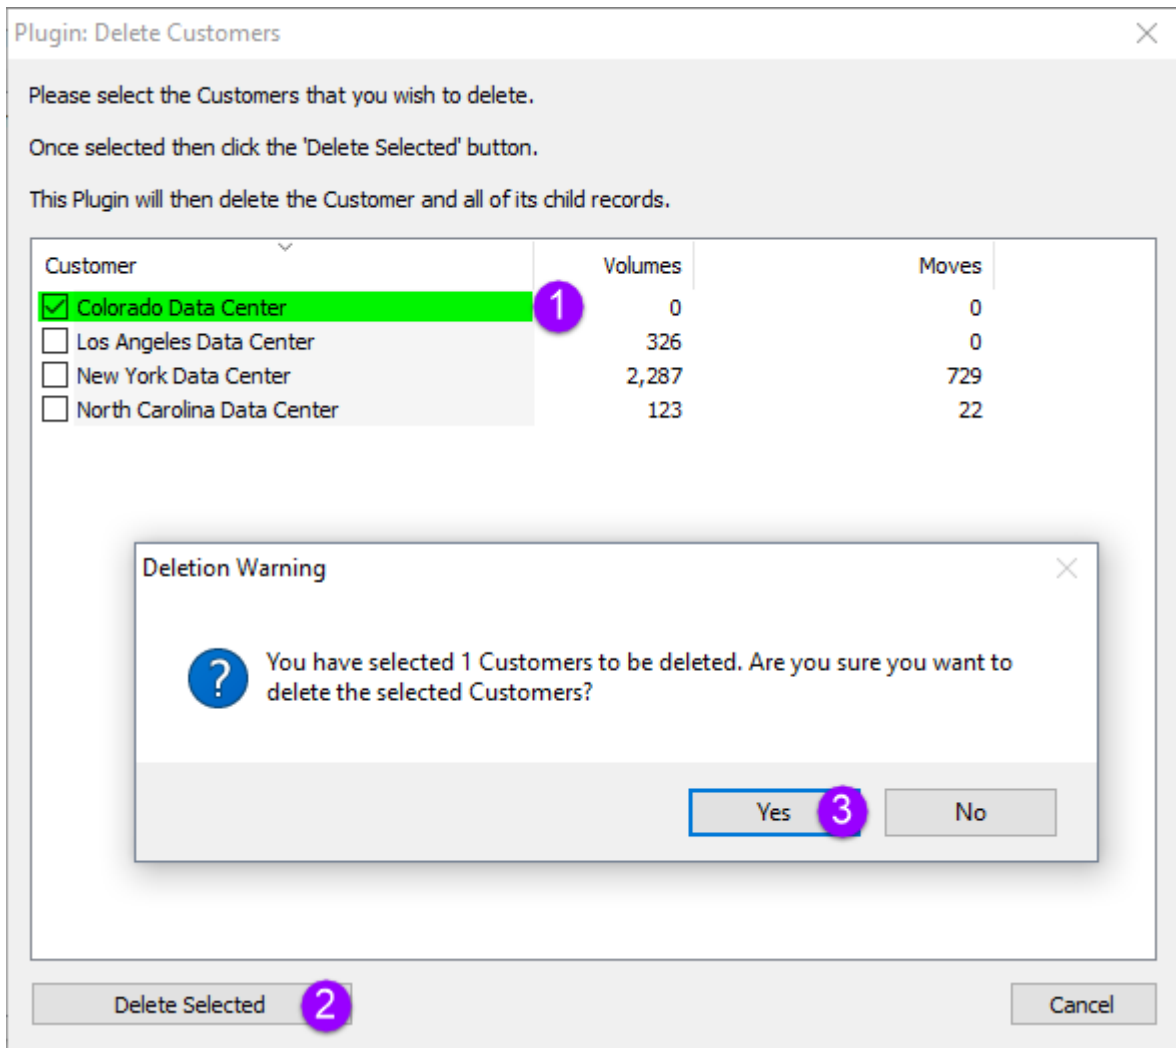 Plugin: Delete Customers
Please select the Customers that you wish to delete.
Once selected then click the 'Delete Selected' button.
This Plugin will then delete the Customer and all of its child records.
Customer Volumes Moves
Colorado Data Center 1 0 0
Los Angeles Data Center 326 0
New York Data Center 2,287 729
North Carolina Data Center 123 22
Deletion Warning
? You have selected 1 Customers to be deleted. Are you sure you want to
delete the selected Customers?
Yes 3 No
Delete Selected 2 Cancel